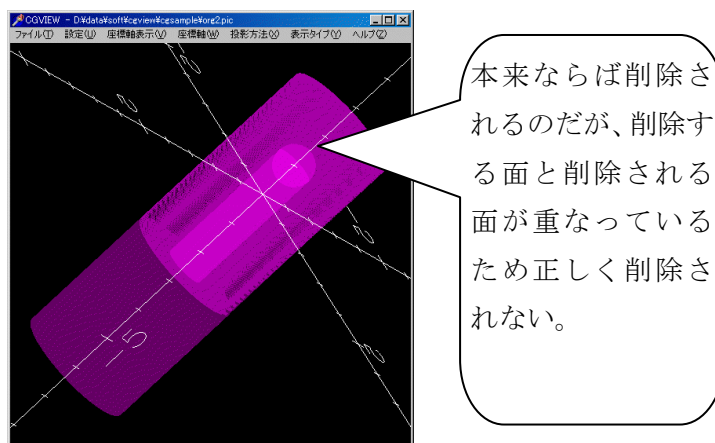 CGVIEW - D:¥data¥soft¥cgview¥cgsample¥org2.pic
ファイル(T) 設定(U) 座標軸表示(V) 座標軸(W) 投影方法(X) 表示タイプ(Y) ヘルプ(Z)
本来ならば削除さ
れるのだが、削除す
る面と削除される
面が重なっている
ため正しく削除さ
れない。
-5